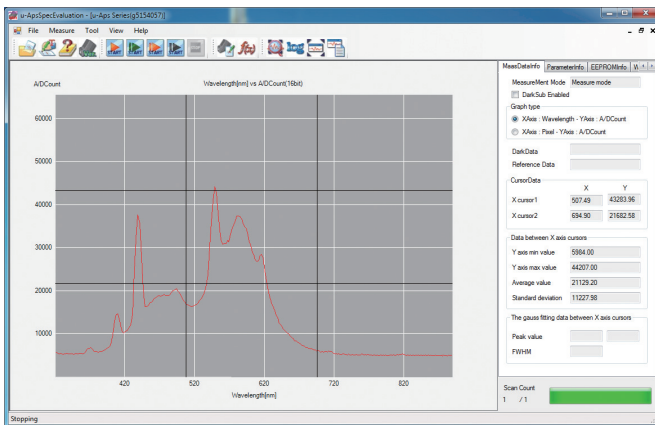 u-ApsSpecEvaluation - [u-Aps Series(g5154057)]
File Measure Tool View Help
START START START START
A/DCount
Wavelength[nm] vs A/DCount(16bit)
60000
50000
40000
30000
20000
10000
420 520 620 720 820
Wavelength[nm]
MeasDataInfo ParameterInfo EEPROMInfo
MeasureMent Mode Measure mode
DarkSub Enabled
Graph type
XAxis : Wavelength - YAxis : A/DCount
XAxis : Pixel - YAxis : A/DCount
DarkData
Reference Data
CursorData
X Y
X cursor1 507.49 43283.96
X cursor2 694.90 21682.58
Data between X axis cursors
Y axis min value 5984.00
Y axis max value 44207.00
Average value 21129.20
Standard deviation 11227.98
The gauss fitting data between X axis cursors
Peak value
FWHM
Scan Count
1 / 1
Stopping